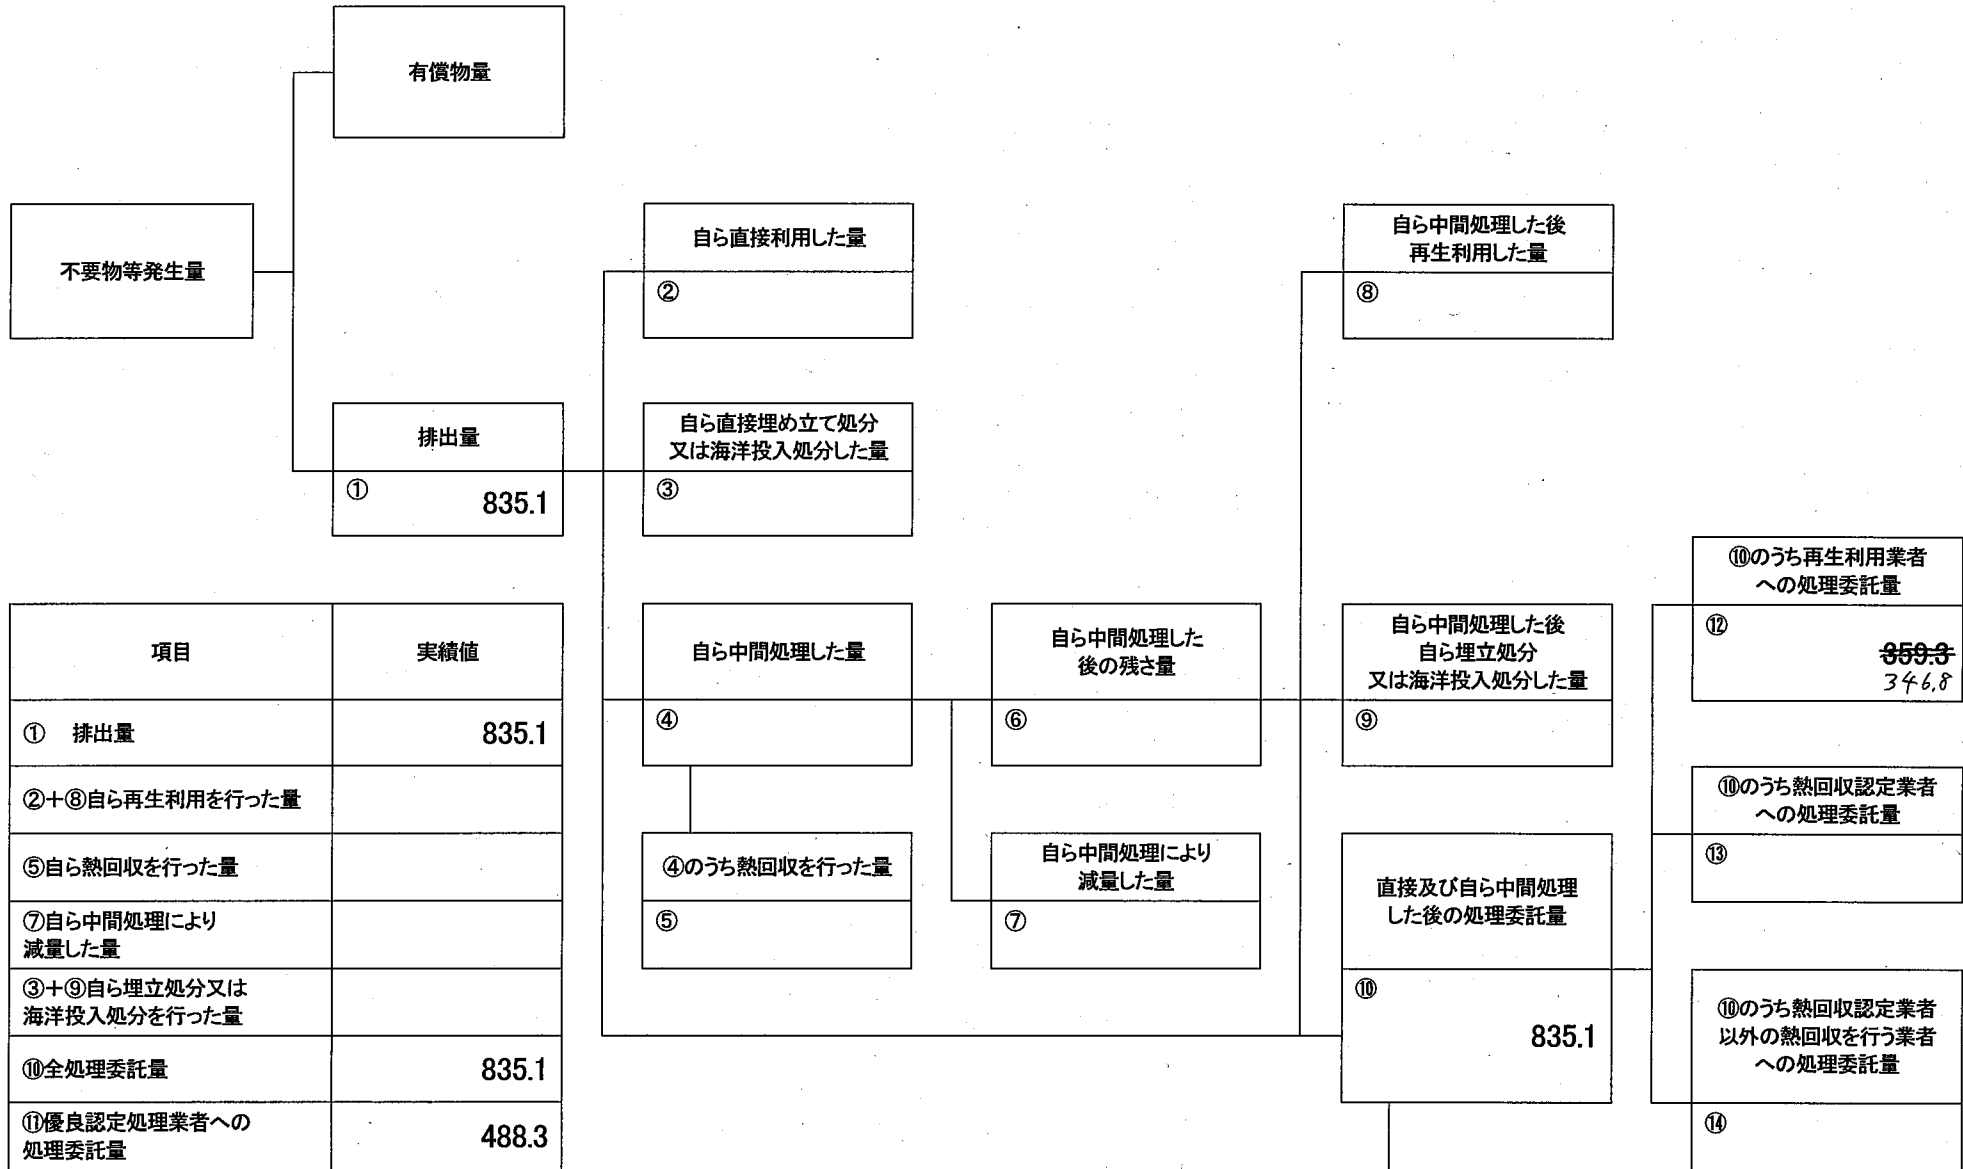 有償物量
不要物等発生量
自ら直接利用した量
②
自ら中間処理した後
再生利用した量
⑧
排出量
① 835.1
自ら直接埋め立て処分
又は海洋投入処分した量
③
⑩のうち再生利用業者
への処理委託量
⑫
359.3
346.8
項目 実績値
① 排出量 835.1
②+⑧自ら再生利用を行った量
⑤自ら熱回収を行った量
⑦自ら中間処理により
減量した量
③+⑨自ら埋立処分又は
海洋投入処分を行った量
⑩全処理委託量 835.1
⑪優良認定処理業者への
処理委託量 488.3
自ら中間処理した量
④
自ら中間処理した
後の残さ量
⑥
自ら中間処理した後
自ら埋立処分
又は海洋投入処分した量
⑨
④のうち熱回収を行った量
⑤
自ら中間処理により
減量した量
⑦
直接及び自ら中間処理
した後の処理委託量
⑩
835.1
⑩のうち熱回収認定業者
への処理委託量
⑬
⑩のうち熱回収認定業者
以外の熱回収を行う業者
への処理委託量
⑭